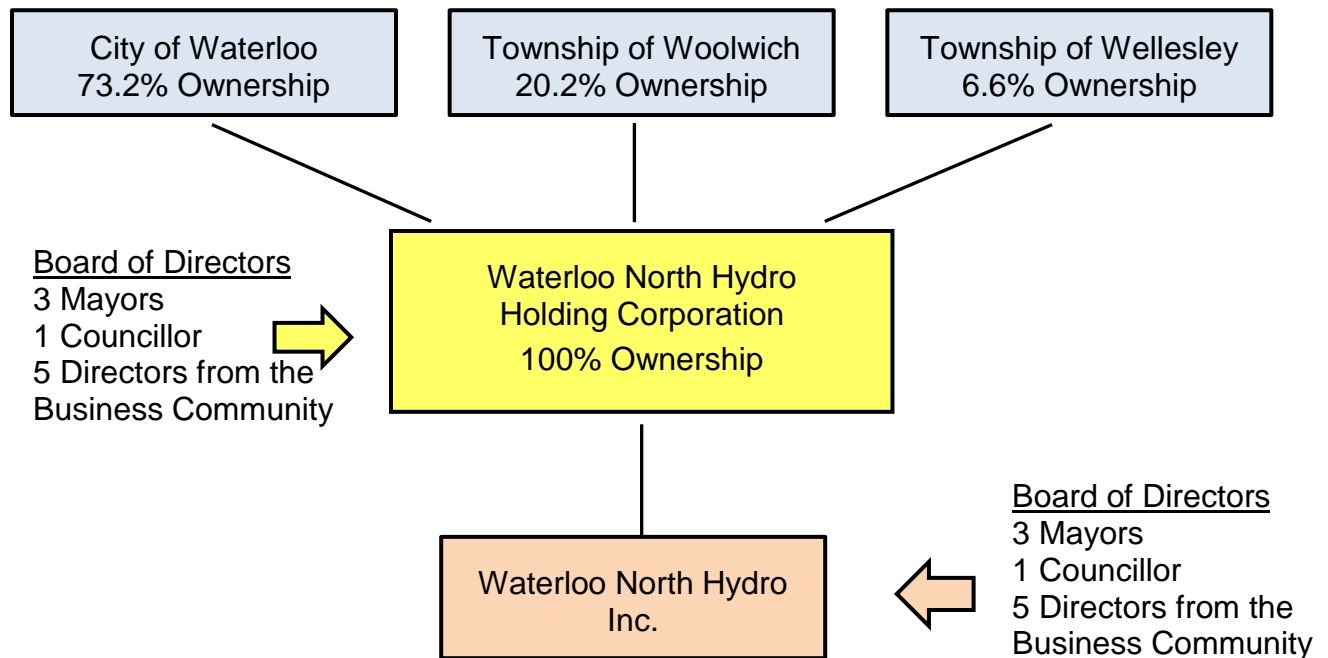 City of Waterloo
73.2% Ownership
Township of Woolwich
20.2% Ownership
Township of Wellesley
6.6% Ownership
Board of Directors
3 Mayors
1 Councillor
5 Directors from the
Business Community
Waterloo North Hydro
Holding Corporation
100% Ownership
Waterloo North Hydro
Inc.
Board of Directors
3 Mayors
1 Councillor
5 Directors from the
Business Community